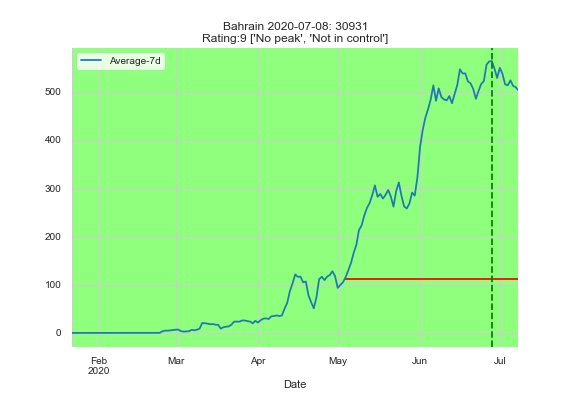 Bahrain 2020-07-08: 30931
Rating:9 ['No peak', 'Not in control']
Average-7d
500
400
300
200
100
0
Feb Mar Apr May Jun Jul
2020
Date